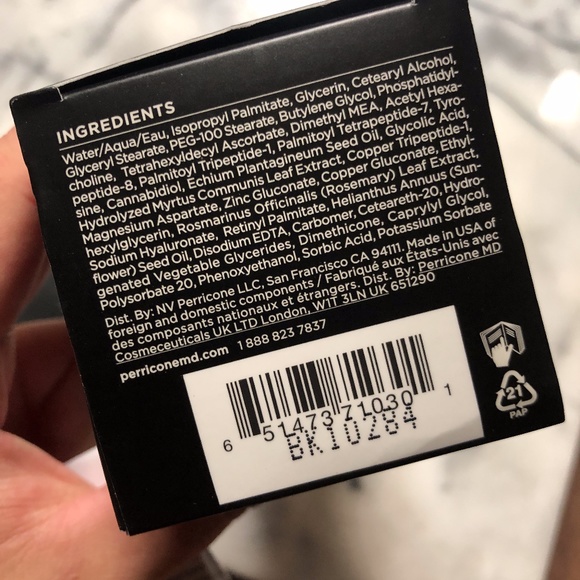 INGREDIENTS
Water/Aqua/Eau, Isopropyl Palmitate, Glycerin, Cetearyl Alcohol,
Glyceryl Stearate, PEG-100 Stearate, Butylene Glycol, Phosphatidyl-
choline, Tetrahexyldecyl Ascorbate, Dimethyl MEA, Acetyl Hexa-
peptide-8, Palmitoyl Tripeptide-1, Palmitoyl Tetrapeptide-7, Tyro-
sine, Cannabidiol, Echium Plantagineum Seed Oil, Glycolic Acid,
Hydrolyzed Myrtus Communis Leaf Extract, Copper Tripeptide-1,
Magnesium Aspartate, Zinc Gluconate, Copper Gluconate, Ethyl-
hexylglycerin, Rosmarinus Officinalis (Rosemary) Leaf Extract,
Sodium Hyaluronate, Retinyl Palmitate, Helianthus Annuus (Sun-
flower) Seed Oil, Disodium EDTA, Carbomer, Ceteareth-20, Hydro-
genated Vegetable Glycerides, Dimethicone, Caprylyl Glycol,
Polysorbate 20, Phenoxyethanol, Sorbic Acid, Potassium Sorbate
Dist. By: NV Perricone LLC, San Francisco CA 94111. Made in USA of
foreign and domestic components / Fabriqué aux États-Unis avec
des composants nationaux et étrangers. Dist. By: Perricone MD
Cosmeceuticals UK LTD London, W1T 3LN UK 651290
perriconemd.com 1 888 823 7837
6 51473 71030 1
BK10284
21
PAP